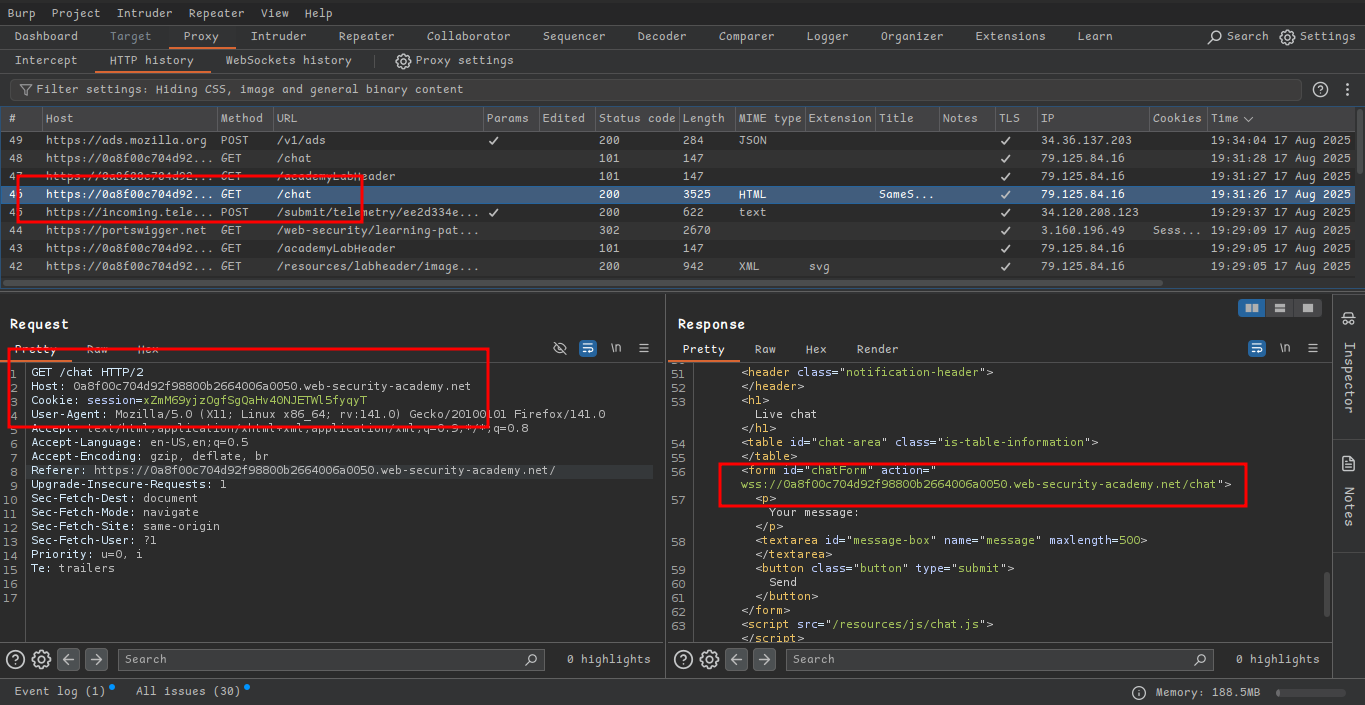 Burp Project Intruder Repeater View Help
Dashboard Target Proxy Intruder Repeater Collaborator Sequencer Decoder Comparer Logger Organizer Extensions Learn Search Settings
Intercept HTTP history WebSockets history Proxy settings
Filter settings: Hiding CSS, image and general binary content
# Host Method URL Params Edited Status code Length MIME type Extension Title Notes TLS IP Cookies Time
49 https://ads.mozilla.org POST /v1/ads ✓ 200 284 JSON ✓ 34.36.137.203 19:34:04 17 Aug 2025
48 https://0a8f00c704d92... GET /chat 101 147 ✓ 79.125.84.16 19:31:28 17 Aug 2025
47 https://0a8f00c704d92... GET /academyLabHeader 101 147 ✓ 79.125.84.16 19:31:27 17 Aug 2025
46 https://0a8f00c704d92... GET /chat 200 3525 HTML SameS... ✓ 79.125.84.16 19:31:26 17 Aug 2025
45 https://incoming.tele... POST /submit/telemetry/ee2d334e... ✓ 200 622 text ✓ 34.120.208.123 19:29:37 17 Aug 2025
44 https://portswigger.net GET /web-security/learning-pat... 302 2670 ✓ 3.160.196.49 Sess... 19:29:09 17 Aug 2025
43 https://0a8f00c704d92... GET /academyLabHeader 101 147 ✓ 79.125.84.16 19:29:05 17 Aug 2025
42 https://0a8f00c704d92... GET /resources/labheader/image... 200 942 XML svg ✓ 79.125.84.16 19:29:05 17 Aug 2025
Request
Pretty Raw Hex \n
1 GET /chat HTTP/2
2 Host: 0a8f00c704d92f98800b2664006a0050.web-security-academy.net
3 Cookie: session=xZmM69yjzOgfSgQaHv4ONJETWl5fyqyT
4 User-Agent: Mozilla/5.0 (X11; Linux x86_64; rv:141.0) Gecko/20100101 Firefox/141.0
5 Accept: text/html,application/xhtml+xml,application/xml;q=0.9,*/*;q=0.8
6 Accept-Language: en-US,en;q=0.5
7 Accept-Encoding: gzip, deflate, br
8 Referer: https://0a8f00c704d92f98800b2664006a0050.web-security-academy.net/
9 Upgrade-Insecure-Requests: 1
10 Sec-Fetch-Dest: document
11 Sec-Fetch-Mode: navigate
12 Sec-Fetch-Site: same-origin
13 Sec-Fetch-User: ?1
14 Priority: u=0, i
15 Te: trailers
16
17
Search 0 highlights
Response
Pretty Raw Hex Render \n
51 <header class="notification-header">
52 </header>
53 <h1>
Live chat
</h1>
54 <table id="chat-area" class="is-table-information">
55 </table>
56 <form id="chatForm" action="
wss://0a8f00c704d92f98800b2664006a0050.web-security-academy.net/chat">
57 <p>
Your message:
</p>
58 <textarea id="message-box" name="message" maxlength=500>
</textarea>
59 <button class="button" type="submit">
60 Send
61 </button>
62 </form>
63 <script src="/resources/js/chat.js">
</script>
Search 0 highlights
Inspector
Notes
Event log (1) All issues (30) Memory: 188.5MB